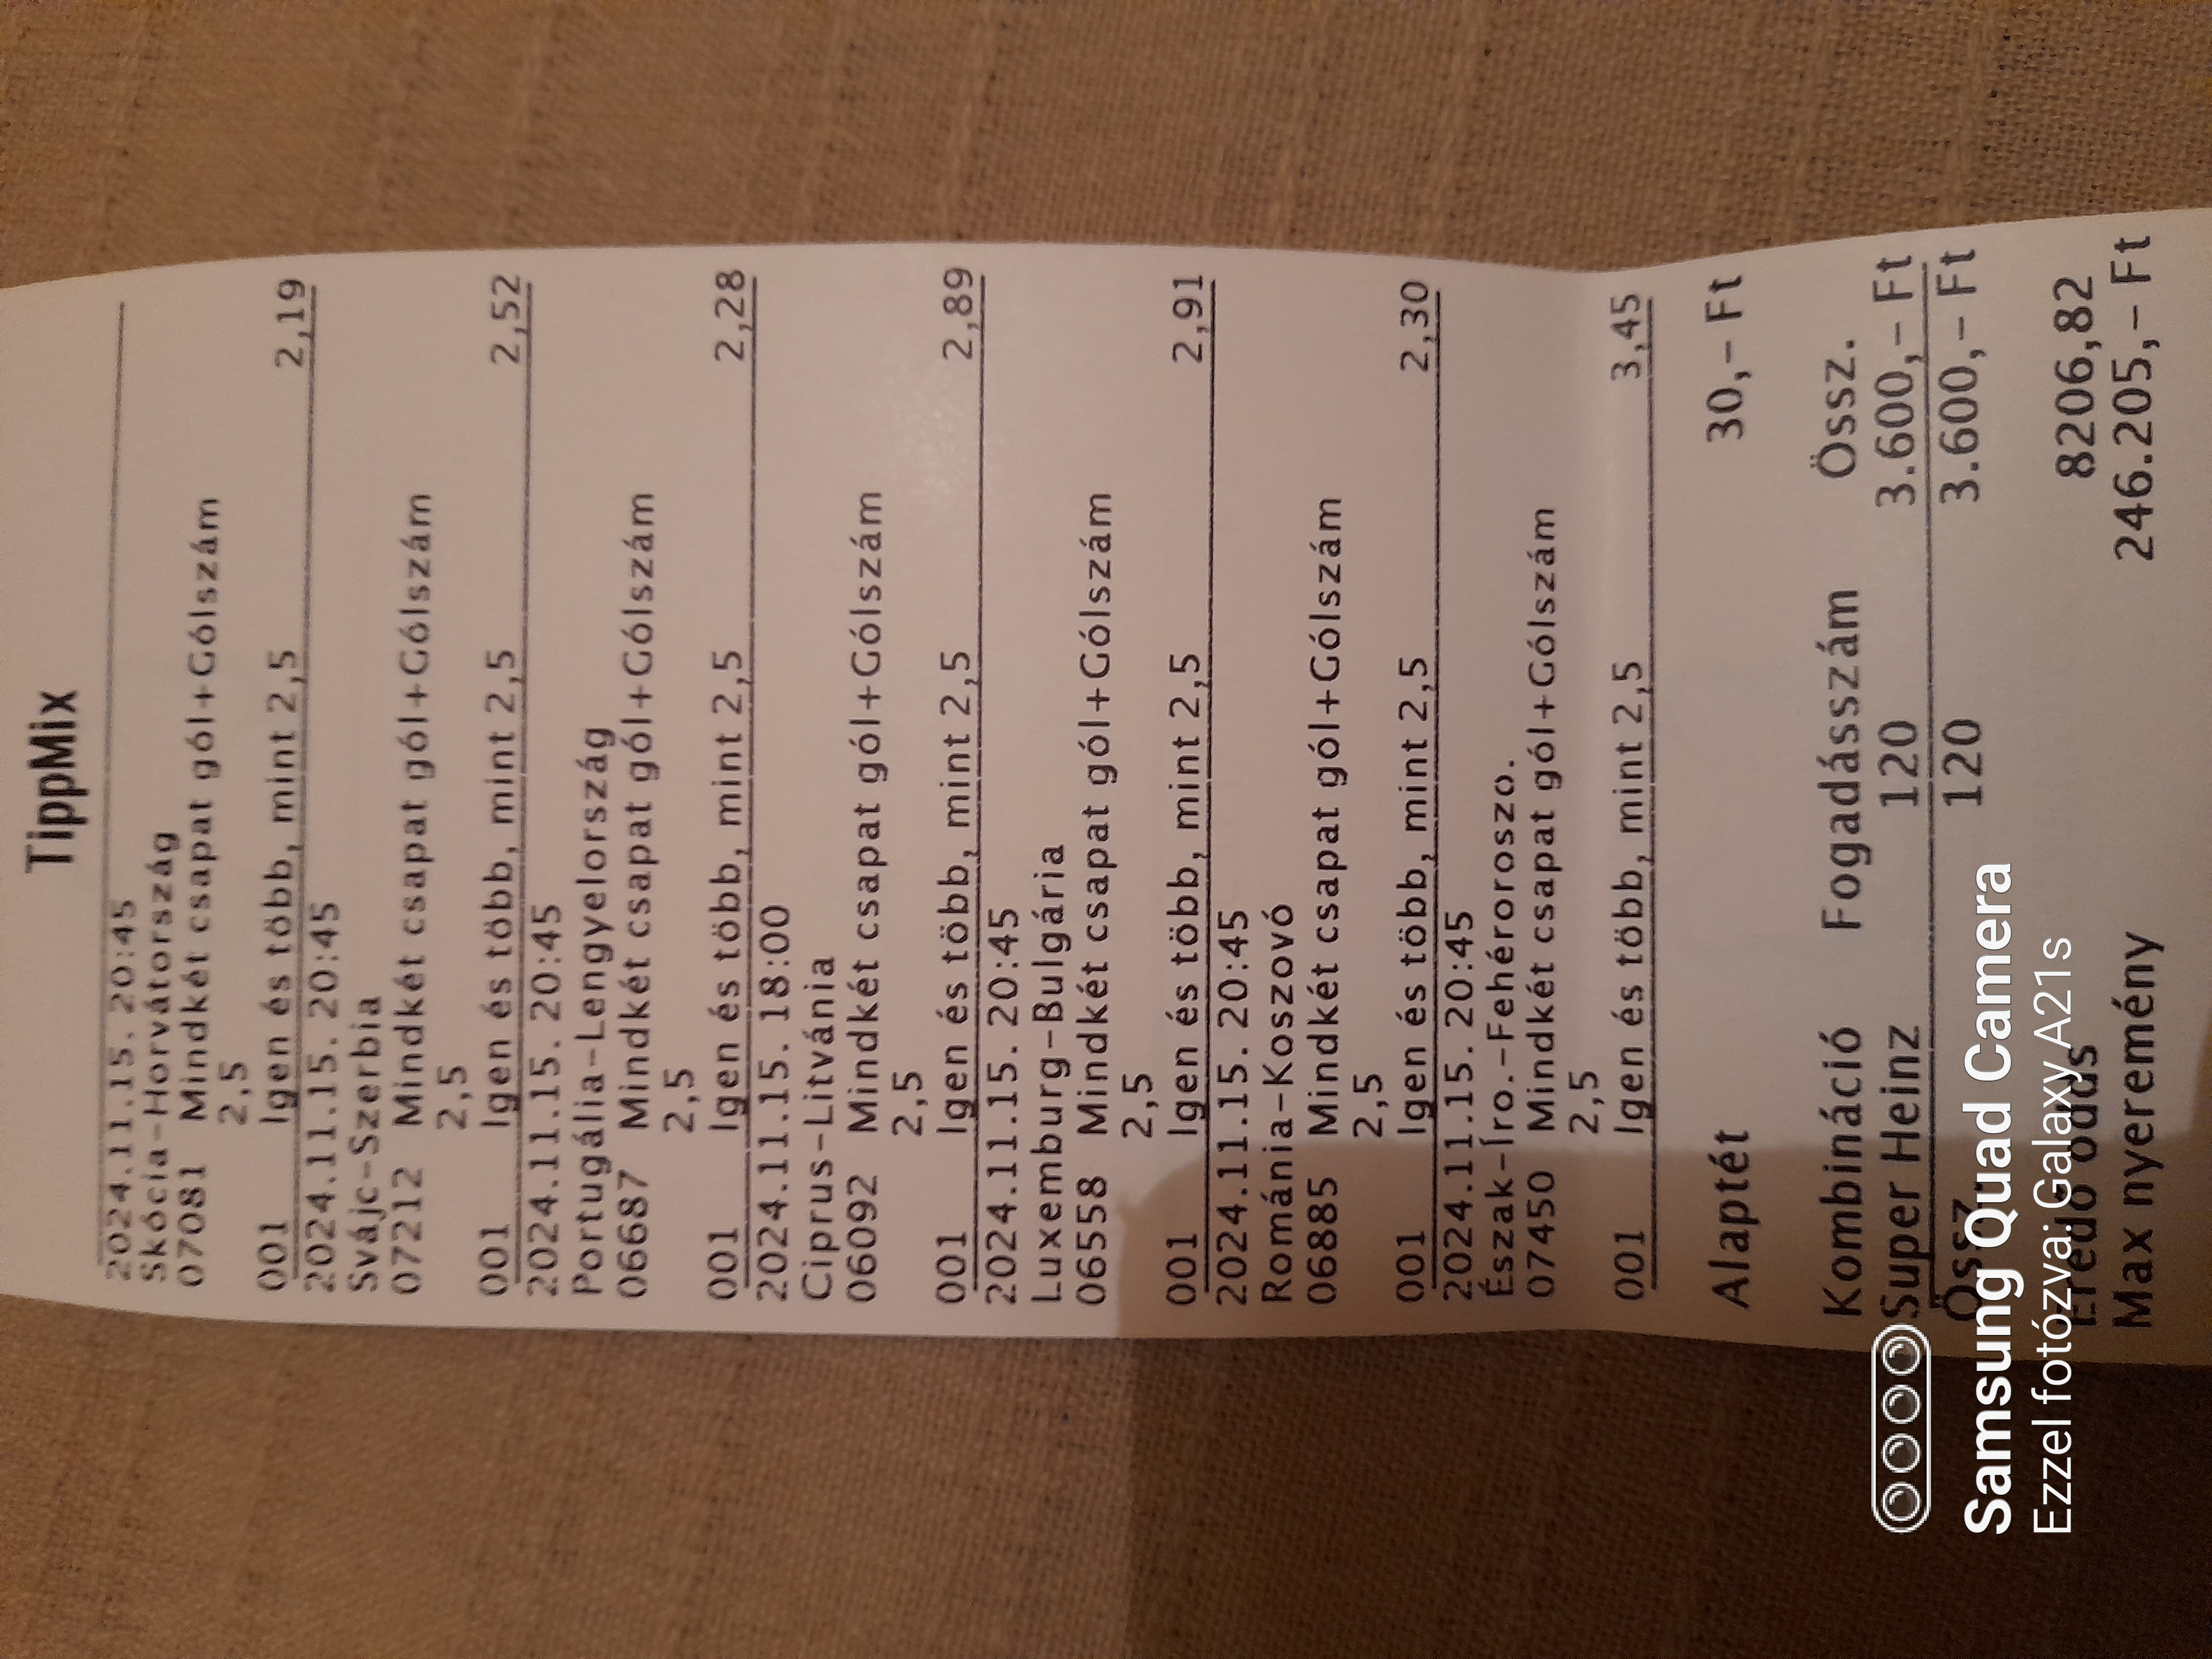 TippMix
2024.11.15. 20:45
Skócia-Horvátország
07081 Mindkét csapat gól+Gólszám
2,5
001 Igen és több, mint 2,5 2,19
2024.11.15. 20:45
Svájc-Szerbia
07212 Mindkét csapat gól+Gólszám
2,5
001 Igen és több, mint 2,5 2,52
2024.11.15. 20:45
Portugália-Lengyelország
06687 Mindkét csapat gól+Gólszám
2,5
001 Igen és több, mint 2,5 2,28
2024.11.15. 18:00
Ciprus-Litvánia
06092 Mindkét csapat gól+Gólszám
2,5
001 Igen és több, mint 2,5 2,89
2024.11.15. 20:45
Luxemburg-Bulgária
06558 Mindkét csapat gól+Gólszám
2,5
001 Igen és több, mint 2,5 2,91
2024.11.15. 20:45
Románia-Koszovó
06885 Mindkét csapat gól+Gólszám
2,5
001 Igen és több, mint 2,5 2,30
2024.11.15. 20:45
Észak-Íro.-Fehéroroszo.
07450 Mindkét csapat gól+Gólszám
2,5
001 Igen és több, mint 2,5 3,45
Alaptét 30,- Ft
Kombináció Fogadásszám Össz.
Super Heinz 120 3.600,- Ft
Össz. 120 3.600,- Ft
Eredő odds 8206,82
Max nyeremény 246.205,- Ft
Samsung Quad Camera
Ezzel fotózva: Galaxy A21s